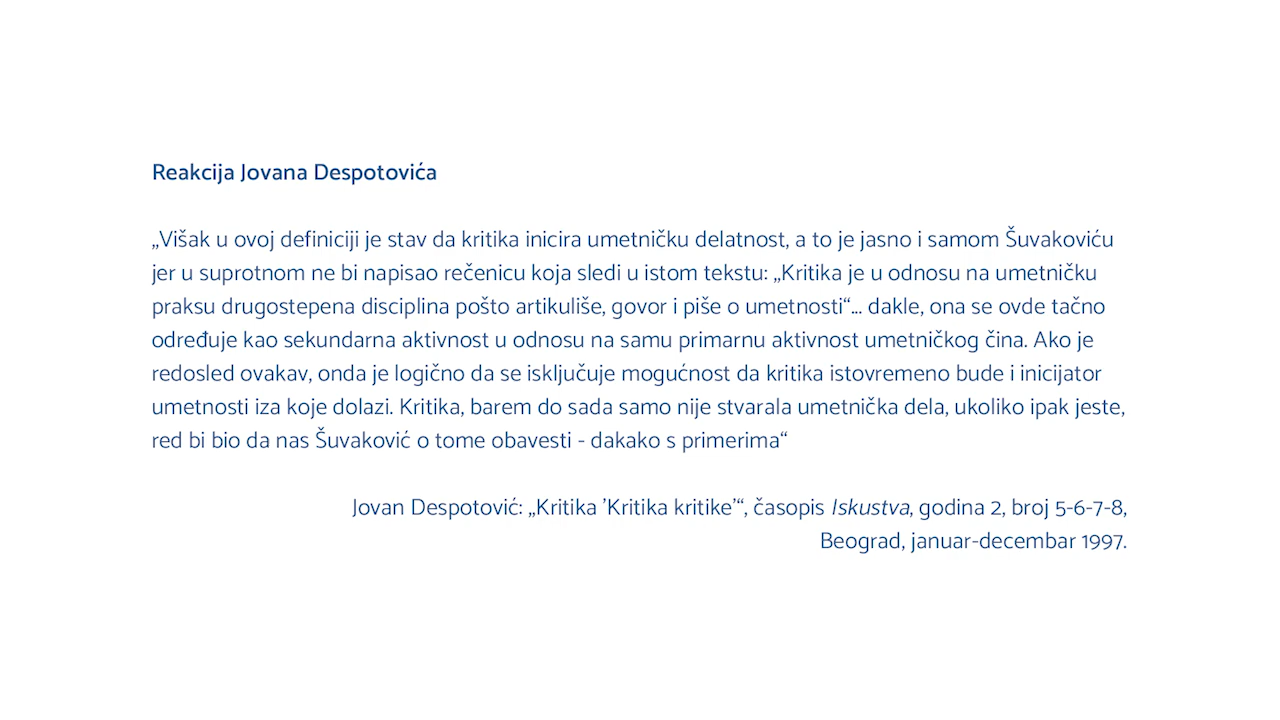 Reakcija Jovana Despotovića
„Višak u ovoj definiciji je stav da kritika inicira umetničku delatnost, a to je jasno i samom Šuvakoviću
jer u suprotnom ne bi napisao rečenicu koja sledi u istom tekstu: „Kritika je u odnosu na umetničku
praksu drugostepena disciplina pošto artikuliše, govor i piše o umetnosti“... dakle, ona se ovde tačno
određuje kao sekundarna aktivnost u odnosu na samu primarnu aktivnost umetničkog čina. Ako je
redosled ovakav, onda je logično da se isključuje mogućnost da kritika istovremeno bude i inicijator
umetnosti iza koje dolazi. Kritika, barem do sada samo nije stvarala umetnička dela, ukoliko ipak jeste,
red bi bio da nas Šuvaković o tome obavesti - dakako s primerima“
Jovan Despotović: „Kritika ’Kritika kritike’“, časopis Iskustva, godina 2, broj 5-6-7-8,
Beograd, januar-decembar 1997.